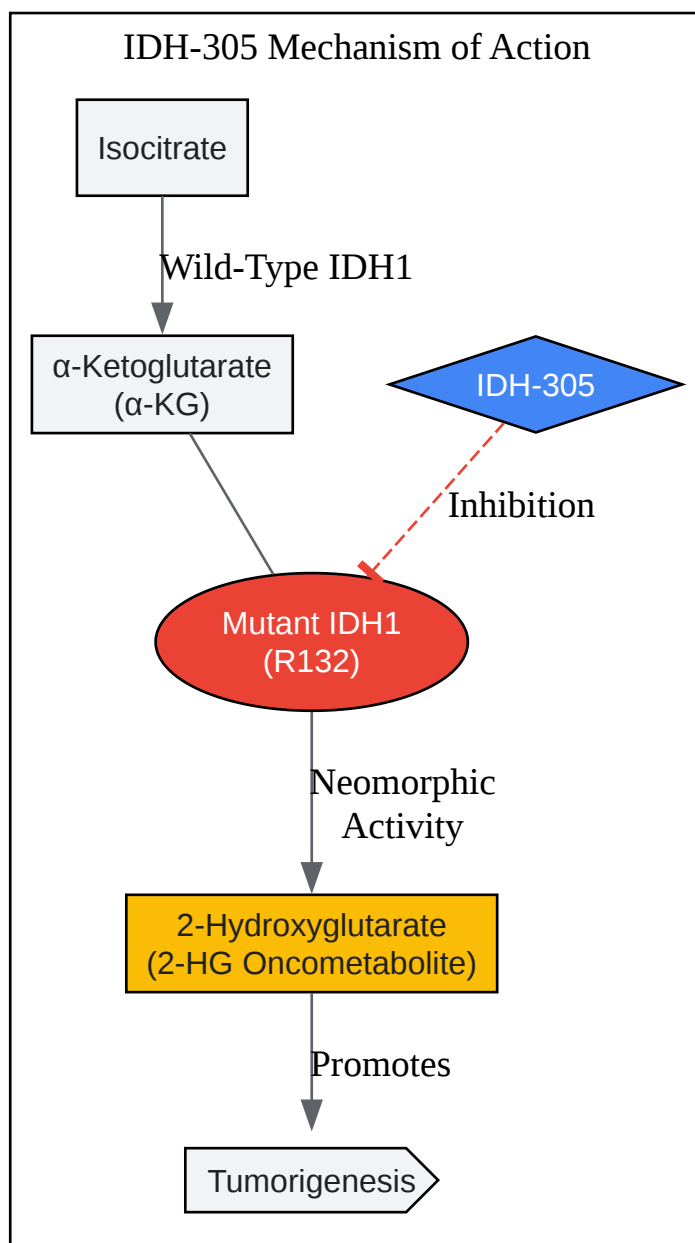 IDH-305 Mechanism of Action
Isocitrate
Wild-Type IDH1
α-Ketoglutarate
(α-KG)
IDH-305
Inhibition
Mutant IDH1
(R132)
Neomorphic
Activity
2-Hydroxyglutarate
(2-HG Oncometabolite)
Promotes
Tumorigenesis